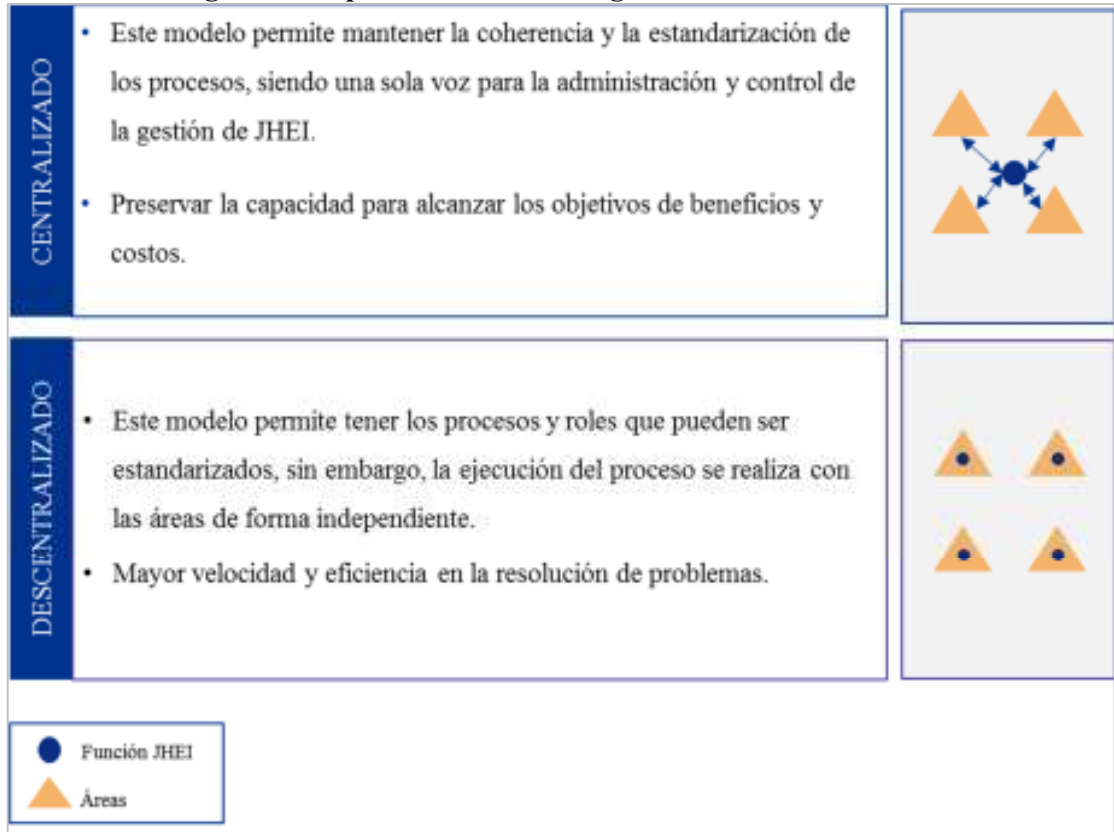 CENTRALIZADO
• Este modelo permite mantener la coherencia y la estandarización de
los procesos, siendo una sola voz para la administración y control de
la gestión de JHEI.
• Preservar la capacidad para alcanzar los objetivos de beneficios y
costos.
DESCENTRALIZADO
• Este modelo permite tener los procesos y roles que pueden ser
estandarizados, sin embargo, la ejecución del proceso se realiza con
las áreas de forma independiente.
• Mayor velocidad y eficiencia en la resolución de problemas.
Función JHEI
Áreas